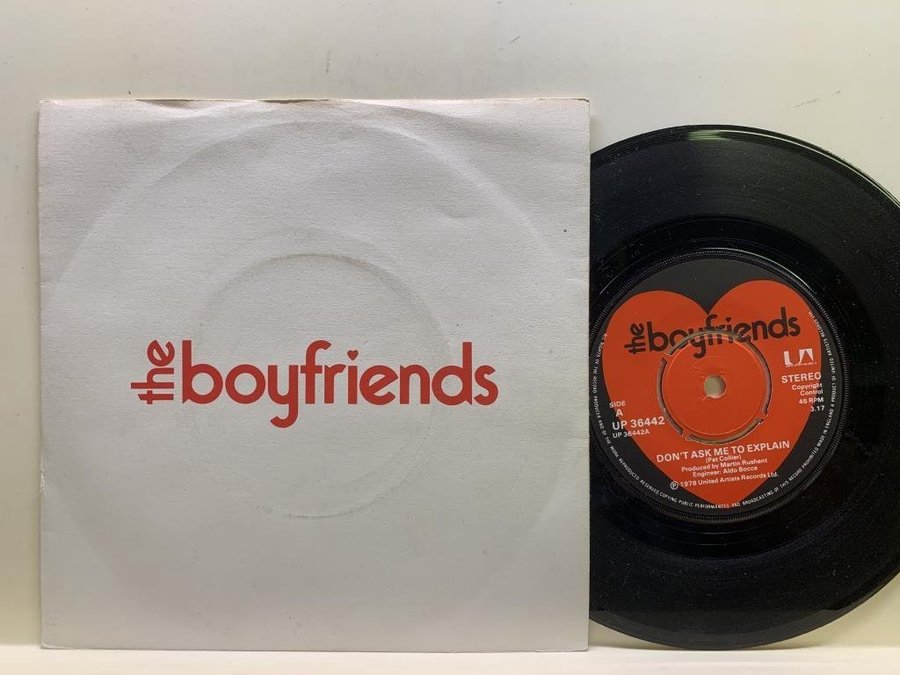 the boyfriends
the boyfriends
STEREO
Copyright
Control
45 RPM
3.17
SIDE
A
UP 36442
UP 36442A
DON'T ASK ME TO EXPLAIN
(Pat Collier)
Produced by Martin Rushent
Engineer: Aldo Bocca
℗ 1978 United Artists Records Ltd.